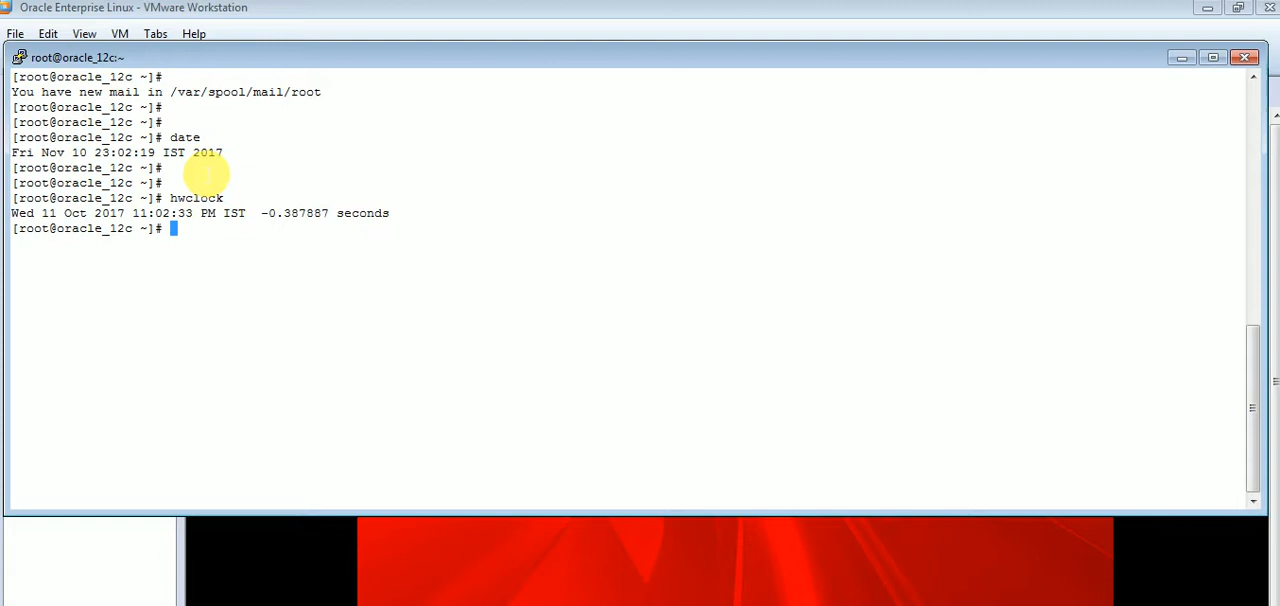 Oracle Enterprise Linux - VMware Workstation
File Edit View VM Tabs Help
root@oracle_12c:~
[root@oracle_12c ~]#
You have new mail in /var/spool/mail/root
[root@oracle_12c ~]#
[root@oracle_12c ~]#
[root@oracle_12c ~]# date
Fri Nov 10 23:02:19 IST 2017
[root@oracle_12c ~]#
[root@oracle_12c ~]#
[root@oracle_12c ~]# hwclock
Wed 11 Oct 2017 11:02:33 PM IST  -0.387887 seconds
[root@oracle_12c ~]#